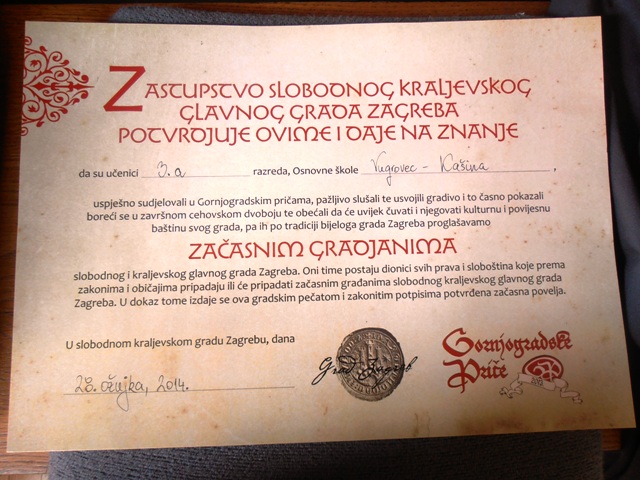 ZASTUPSTVO SLOBODNOG KRALJEVSKOG
GLAVNOG GRADA ZAGREBA
POTVRDJUJE OVIME I DAJE NA ZNANJE
da su učenici 3. a razreda, Osnovne škole Vugrovec - Kašina,
uspješno sudjelovali u Gornjogradskim pričama, pažljivo slušali te usvojili gradivo i to časno pokazali
boreći se u završnom cehovskom dvoboju te obećali da će uvijek čuvati i njegovati kulturnu i povijesnu
baštinu svog grada, pa ih po tradiciji bijeloga grada Zagreba proglašavamo
ZAČASNIM GRADJANIMA
slobodnog i kraljevskog glavnog grada Zagreba. Oni time postaju dionici svih prava i sloboština koje prema
zakonima i običajima pripadaju ili će pripadati začasnim građanima slobodnog kraljevskog glavnog grada
Zagreba. U dokaz tome izdaje se ova gradskim pečatom i zakonitim potpisima potvrđena začasna povelja.
U slobodnom kraljevskom gradu Zagrebu, dana
28. ožujka, 2014.
Grad Zagreb
Gornjogradske
Priče